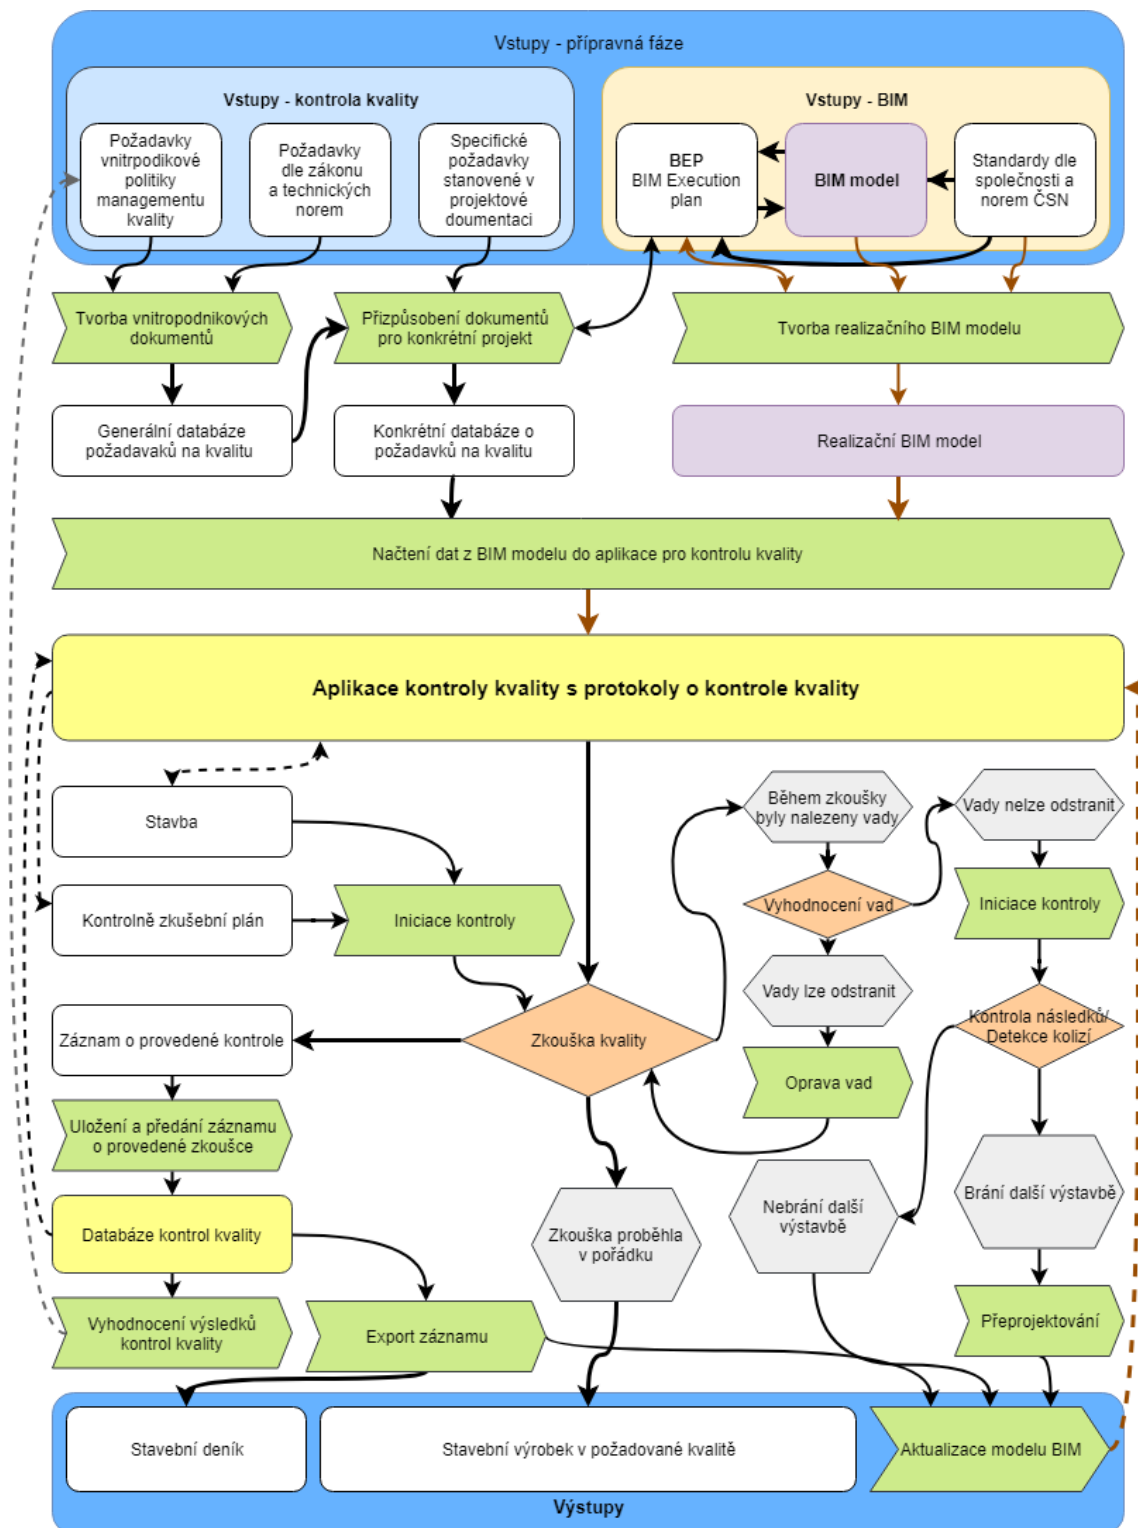 Vstupy - přípravná fáze
Vstupy - kontrola kvality
Vstupy - BIM
Požadavky
vnitrpodikové
politiky
managementu
kvality
Požadavky
dle zákonu
a technických
norem
Specifické
požadavky
stanovené v
projektové
doumentaci
BEP
BIM Execution
plan
BIM model
Standardy dle
společnosti a
norem ČSN
Tvorba vnitropodnikových
dokumentů
Přizpůsobení dokumentů
pro konkrétní projekt
Tvorba realizačního BIM modelu
Generální databáze
požadavaků na kvalitu
Konkrétní databáze o
požadavků na kvalitu
Realizační BIM model
Načtení dat z BIM modelu do aplikace pro kontrolu kvality
Aplikace kontroly kvality s protokoly o kontrole kvality
Stavba
Během zkoušky
byly nalezeny vady
Vady nelze odstranit
Kontrolně zkušební plán
Iniciace kontroly
Vyhodnocení vad
Iniciace kontroly
Vady lze odstranit
Záznam o provedené kontrole
Zkouška kvality
Kontrola následků/
Detekce kolizí
Oprava vad
Uložení a předání záznamu
o provedené zkoušce
Brání další výstavbě
Nebrání další
výstavbě
Databáze kontrol kvality
Zkouška proběhla
v pořádku
Vyhodnocení výsledků
kontrol kvality
Export záznamu
Přeprojektování
Stavební deník
Stavební výrobek v požadované kvalitě
Aktualizace modelu BIM
Výstupy